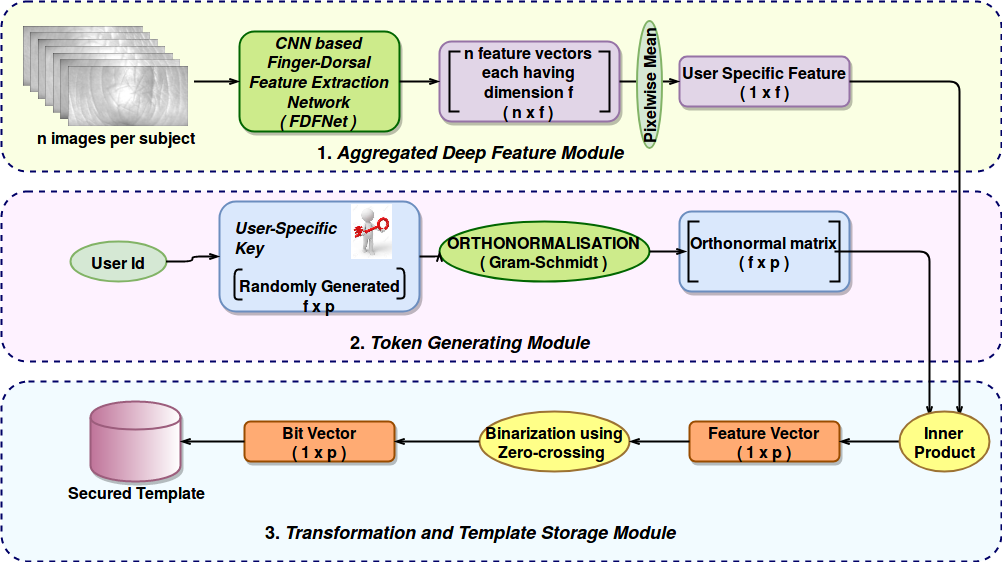 n images per subject
CNN based
Finger-Dorsal
Feature Extraction
Network
( FDFNet )
n feature vectors
each having
dimension f
( n x f )
Pixelwise Mean
User Specific Feature
( 1 x f )
1. Aggregated Deep Feature Module
User Id
User-Specific
Key
Randomly Generated
f x p
ORTHONORMALISATION
( Gram-Schmidt )
Orthonormal matrix
( f x p )
2. Token Generating Module
Secured Template
Bit Vector
( 1 x p )
Binarization using
Zero-crossing
Feature Vector
( 1 x p )
Inner
Product
3. Transformation and Template Storage Module